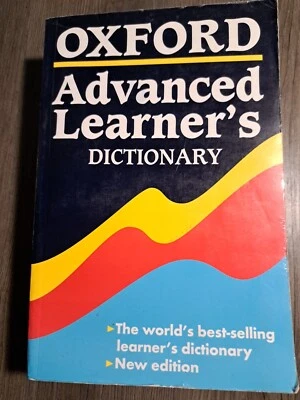 OXFORD
Advanced
Learner's
DICTIONARY
▸The world's best-selling
learner's dictionary
▸New edition